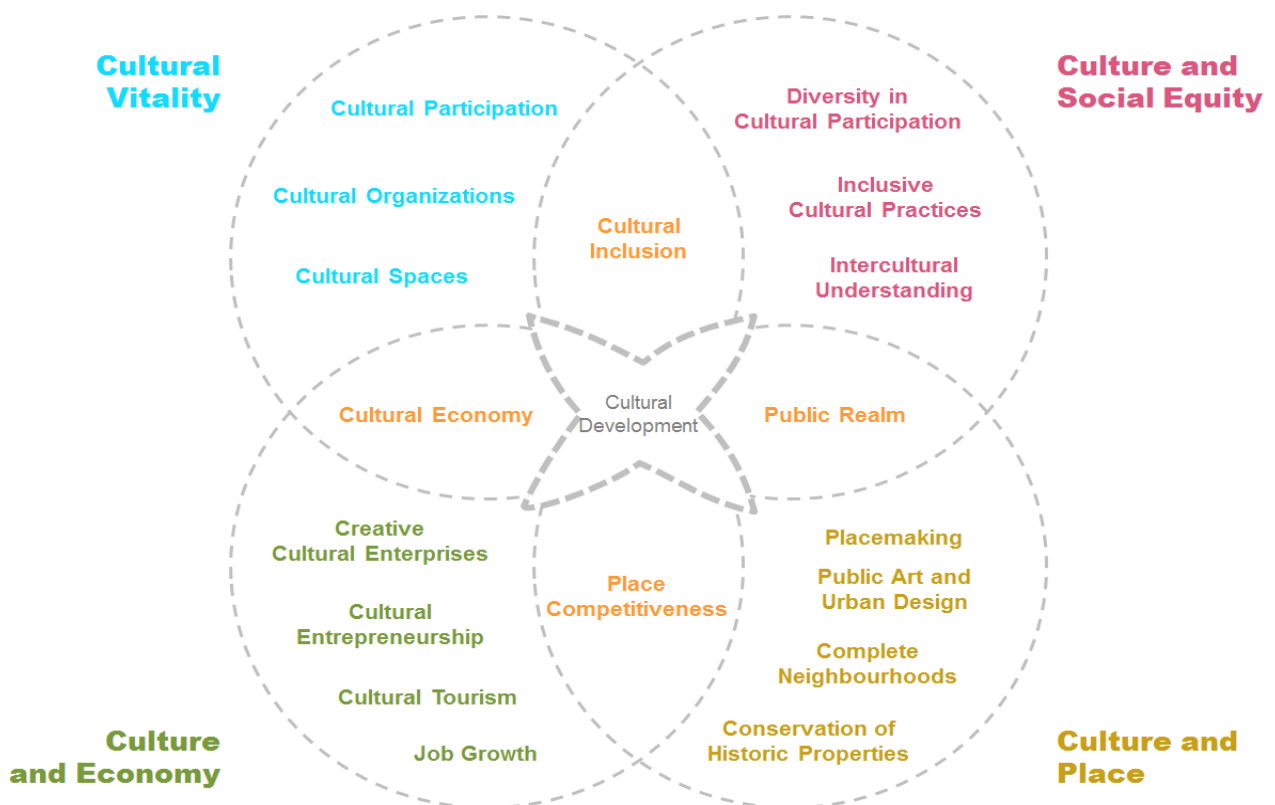 Cultural
Vitality
Cultural Participation
Cultural Organizations
Cultural Spaces
Culture and
Social Equity
Diversity in
Cultural Participation
Inclusive
Cultural Practices
Intercultural
Understanding
Cultural
Inclusion
Cultural Economy
Cultural
Development
Public Realm
Place
Competitiveness
Creative
Cultural Enterprises
Cultural
Entrepreneurship
Cultural Tourism
Job Growth
Culture
and Economy
Placemaking
Public Art and
Urban Design
Complete
Neighbourhoods
Conservation of
Historic Properties
Culture and
Place